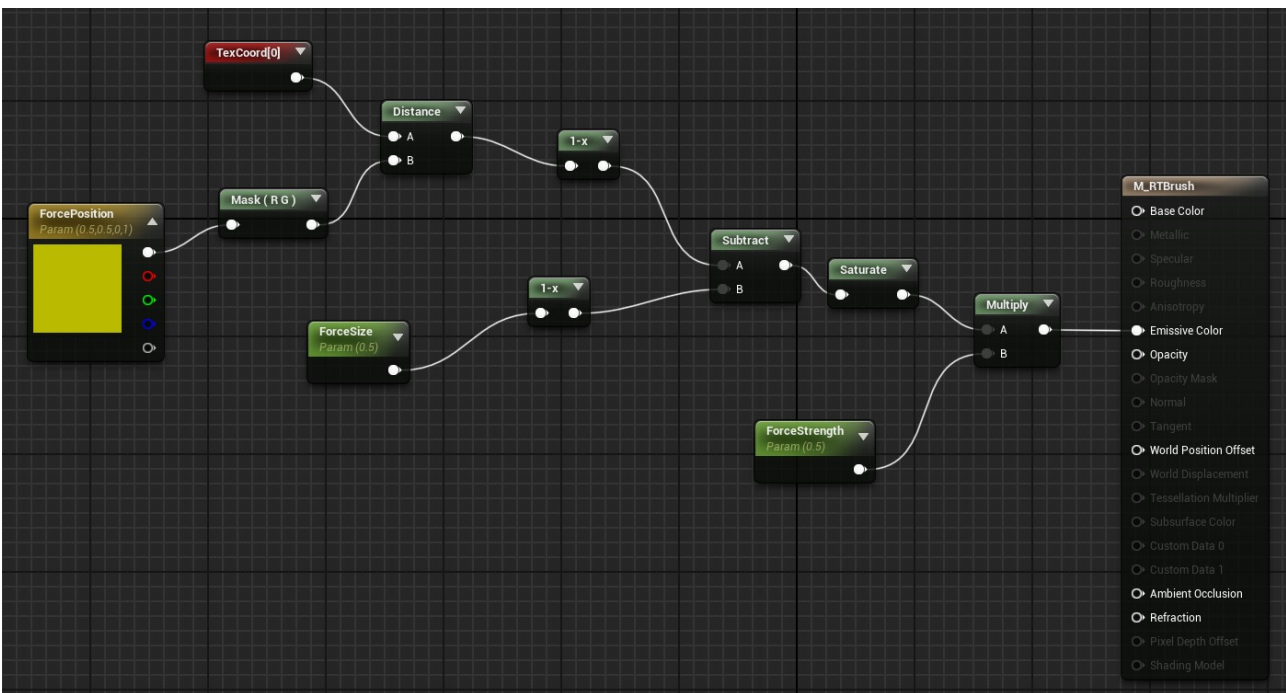 TexCoord[0]
Distance
A
B
1-x
Mask ( R G )
ForcePosition
Param (0.5,0.5,0,1)
1-x
ForceSize
Param (0.5)
Subtract
A
B
Saturate
Multiply
A
B
ForceStrength
Param (0.5)
M_RTBrush
Base Color
Metallic
Specular
Roughness
Anisotropy
Emissive Color
Opacity
Opacity Mask
Normal
Tangent
World Position Offset
World Displacement
Tessellation Multiplier
Subsurface Color
Custom Data 0
Custom Data 1
Ambient Occlusion
Refraction
Pixel Depth Offset
Shading Model